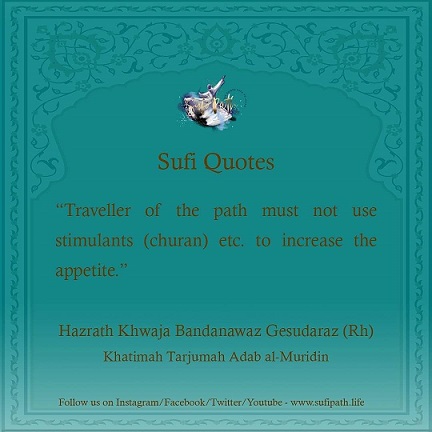 Sufi Quotes
“Traveller of the path must not use
stimulants (churan) etc. to increase the
appetite.”
Hazrath Khwaja Bandanawaz Gesudaraz (Rh)
Khatimah Tarjumah Adab al-Muridin
Follow us on Instagram/Facebook/Twitter/Youtube - www.sufipath.life